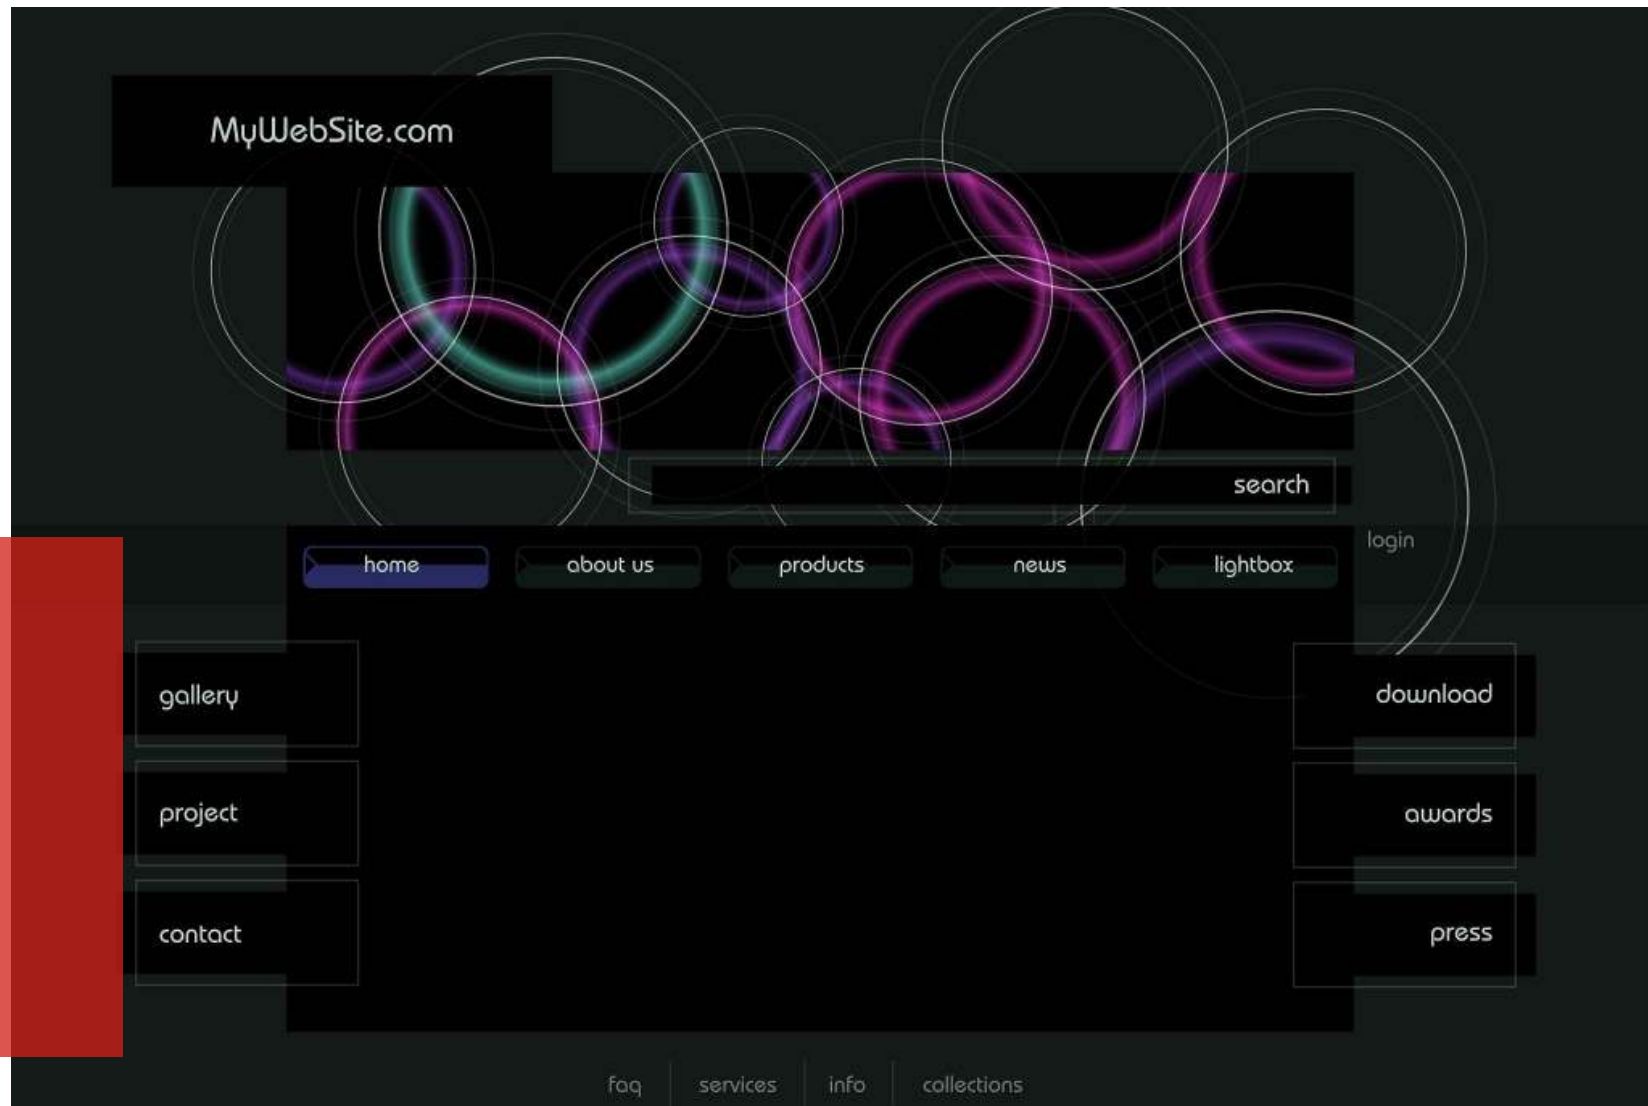 MyWebSite.com
search
login
home
about us
products
news
lightbox
gallery
project
contact
download
awards
press
faq
services
info
collections